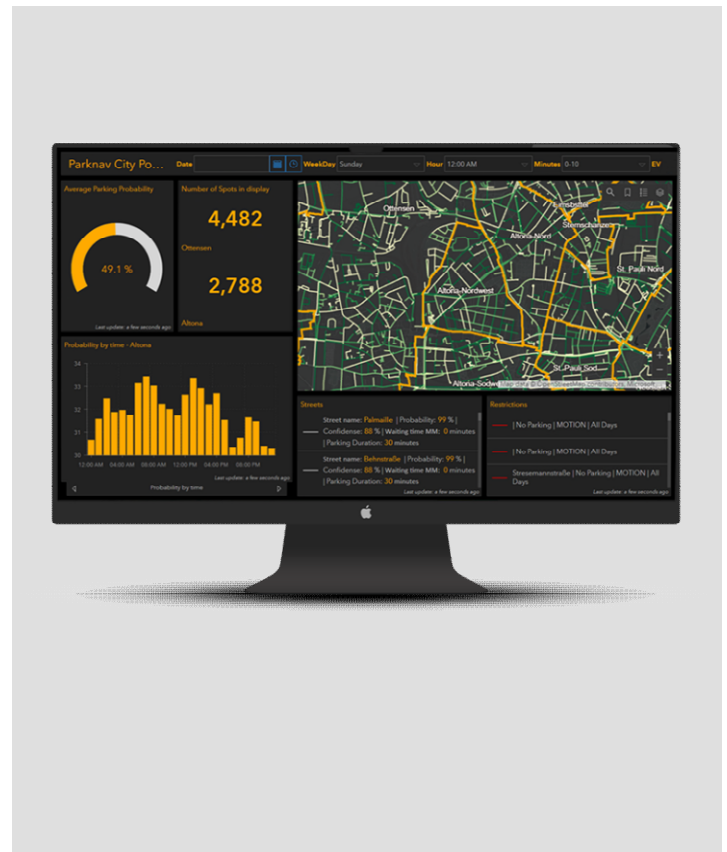 Parknav City Po...
Date
WeekDay Sunday
Hour 12:00 AM
Minutes 0-10
EV
Average Parking Probability
49.1 %
Last update: a few seconds ago
Number of Spots in display
4,482
Ottensen
2,788
Altona
Ottensen
Altona-Nord
Sternschanze
St. Pauli Nord
Altona-Nordwest
St. Pauli Süd
Map data © OpenStreetMap contributors, Microsoft,
Probability by time - Altona
34
33
32
31
30
12:00 AM 04:00 AM 08:00 AM 12:00 PM 04:00 PM 08:00 PM
Last update: a few seconds ago
Probability by time
Streets
Street name: Palmaille | Probability: 99 % |
Confidense: 88 % | Waiting time MM: 0 minutes
| Parking Duration: 30 minutes
Street name: Behnstraße | Probability: 99 % |
Confidense: 88 % | Waiting time MM: 0 minutes
| Parking Duration: 30 minutes
Last update: a few seconds ago
Restrictions
| No Parking | MOTION | All Days
| No Parking | MOTION | All Days
Stresemannstraße | No Parking | MOTION | All
Days
Last update: a few seconds ago